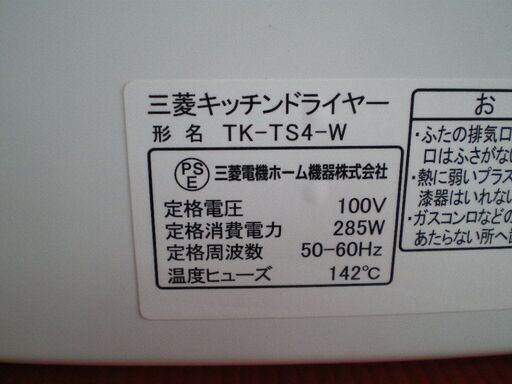 三菱キッチンドライヤー
形 名 TK-TS4-W
PSE 三菱電機ホーム機器株式会社
定格電圧 100V
定格消費電力 285W
定格周波数 50-60Hz
温度ヒューズ 142℃
お
・ふたの排気口
口はふさがな
・熱に弱いプラス
漆器はいれない
・ガスコンロなどの
あたらない所へ